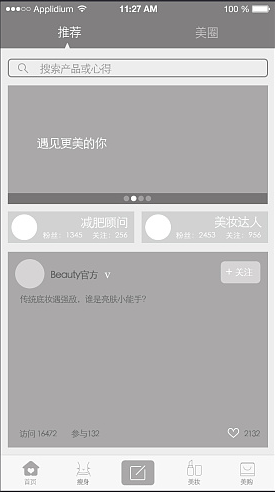 Applidium 11:27 AM 100 %
推荐 美圈
搜索产品或心得
遇见更美的你
减肥顾问
粉丝：1345 关注：256
美妆达人
粉丝：2453 关注：956
Beauty官方 V
+ 关注
传统底妆遇强敌，谁是亮肤小能手？
访问 16472 参与132 2132
首页 瘦身 美妆 美购